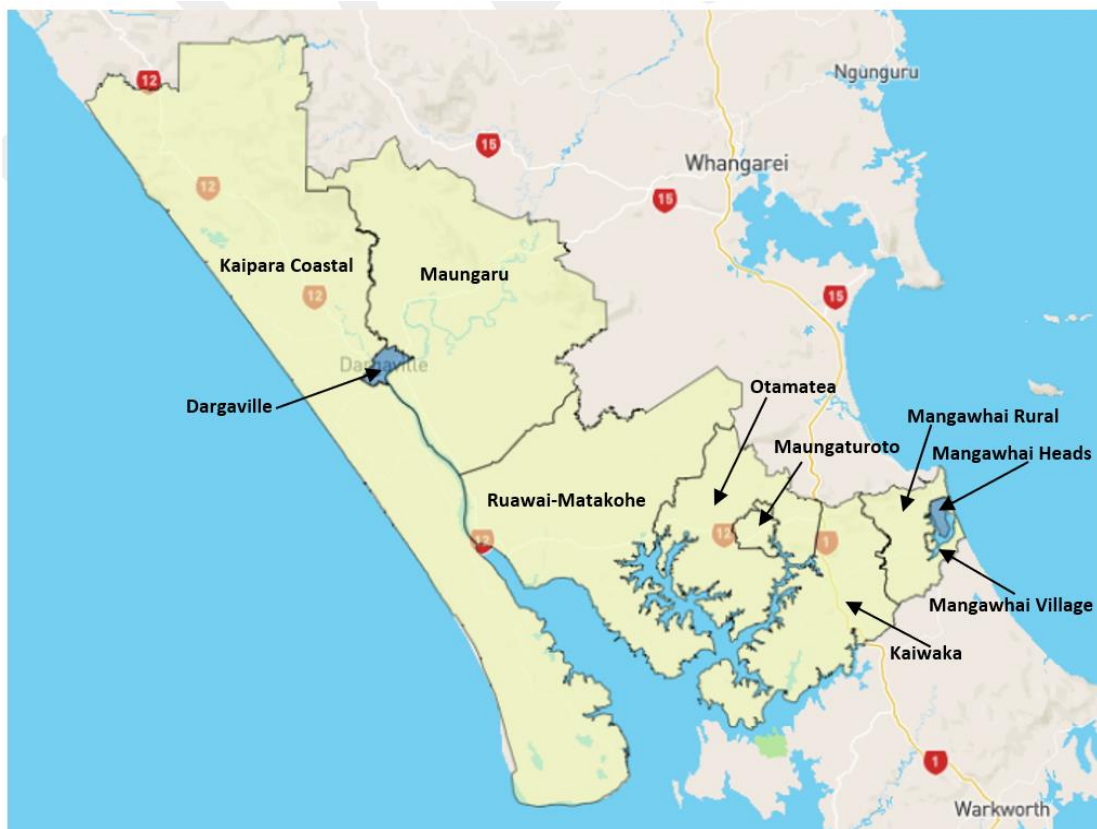 12
Ngunguru
15
Whangarei
12
15
Kaipara Coastal
Maungaru
12
15
Dargaville
Otamatea
Dargaville
Mangawhai Rural
Maungaturoto
Mangawhai Heads
Ruawai-Matakohe
12
12
1
Mangawhai Village
Kaiwaka
1
Warkworth